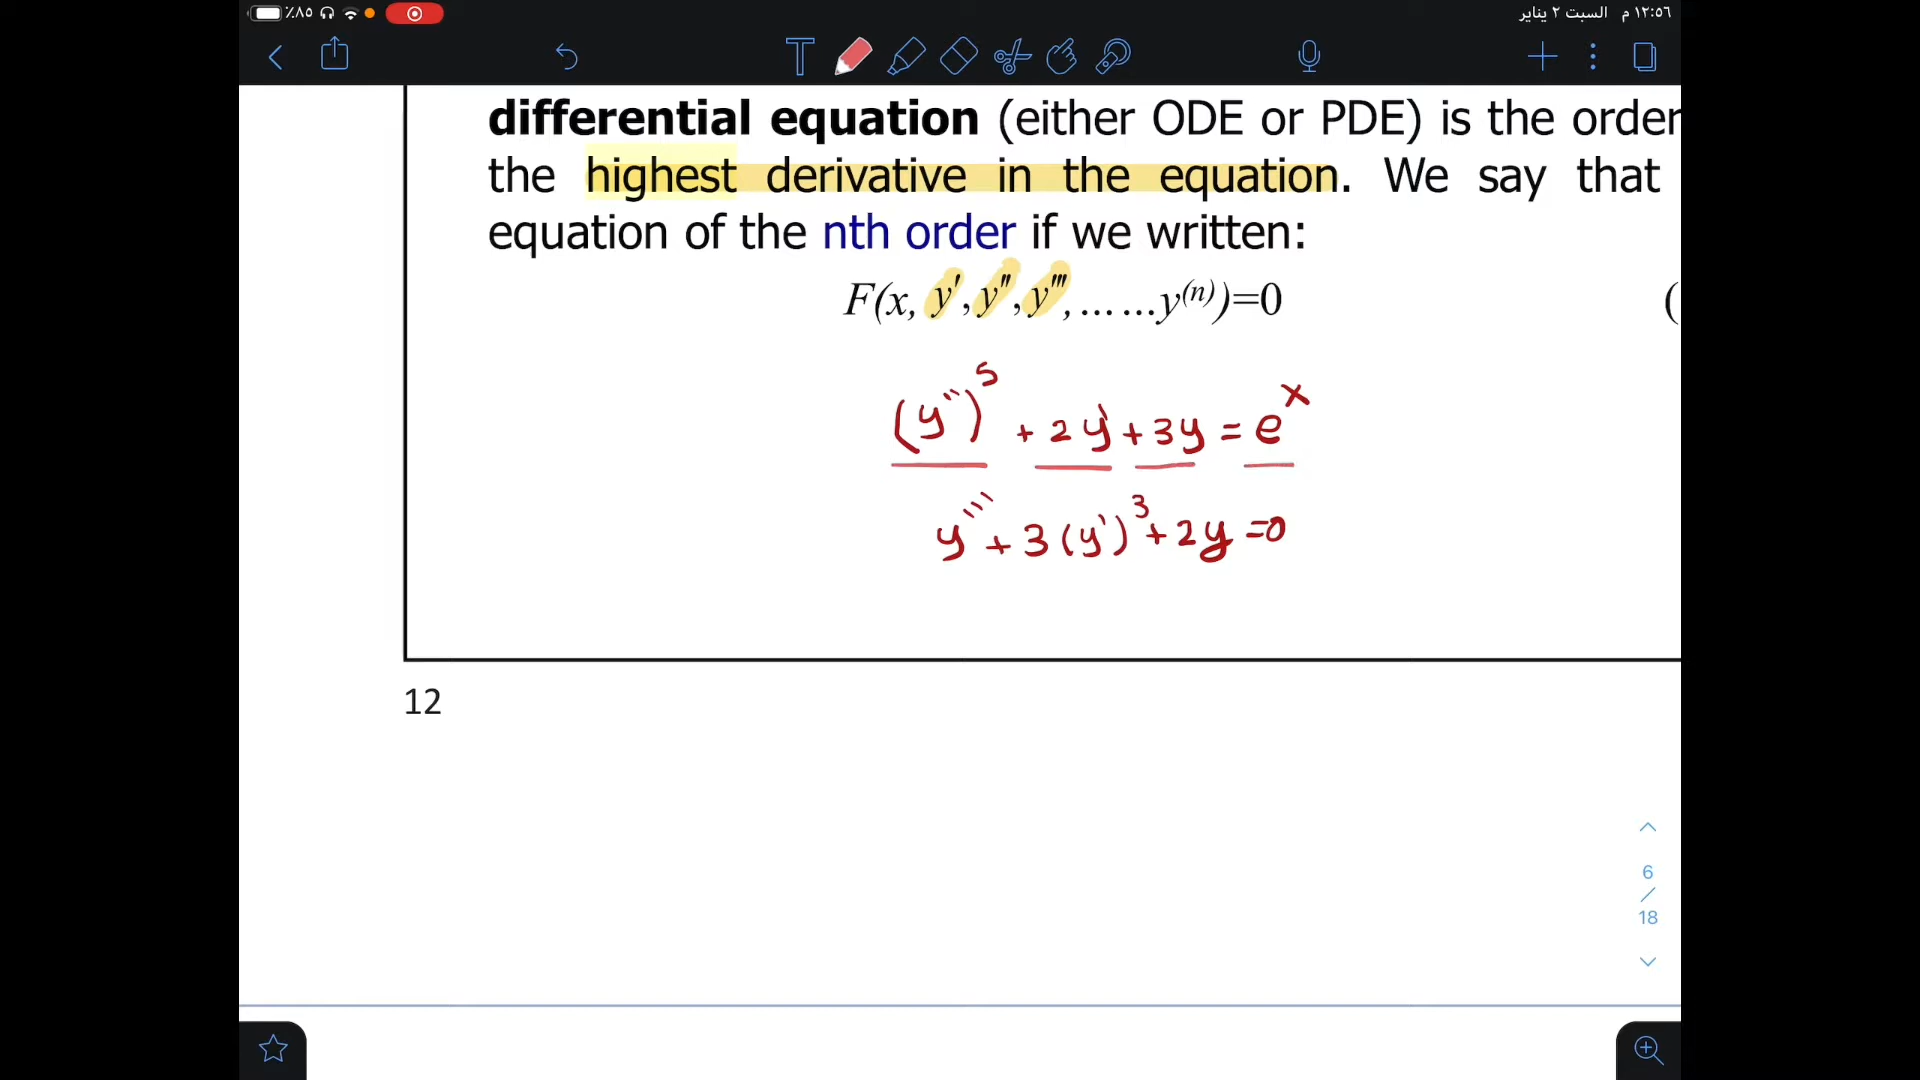 ٪٨٥
١٢:٥٦ م السبت ٢ يناير
differential equation (either ODE or PDE) is the order
the highest derivative in the equation. We say that
equation of the nth order if we written:
F(x, y', y'', y''', ... ... y⁽ⁿ⁾)=0 (
(y'')⁵ + 2y' + 3y = eˣ
y''' + 3(y')³ + 2y = 0
12
6
/
18